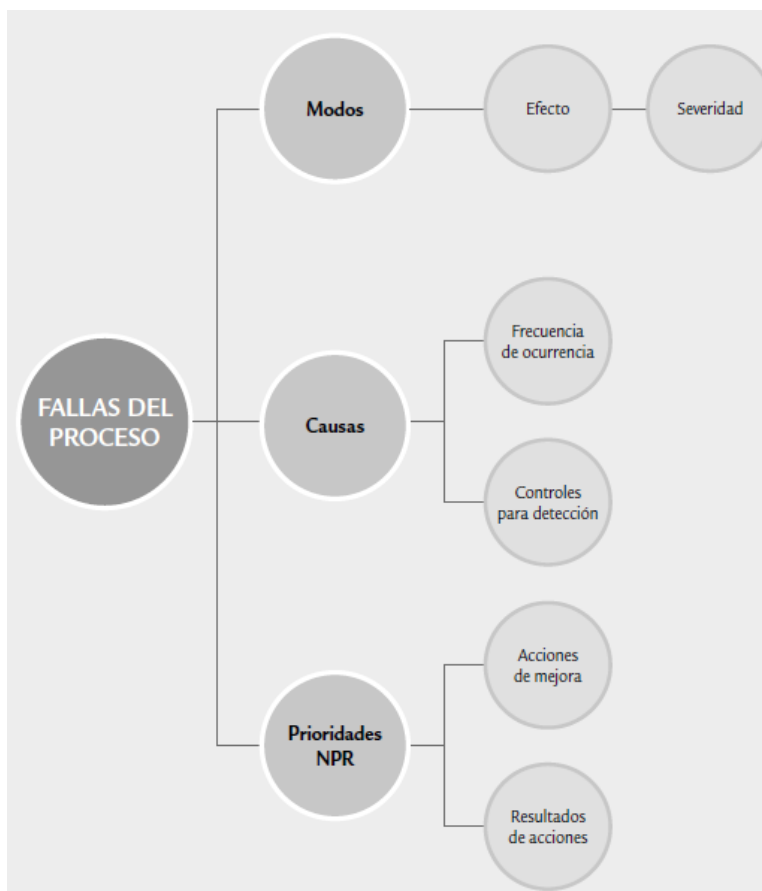 Modos
Efecto
Severidad
FALLAS DEL
PROCESO
Causas
Frecuencia
de ocurrencia
Controles
para detección
Prioridades
NPR
Acciones
de mejora
Resultados
de acciones